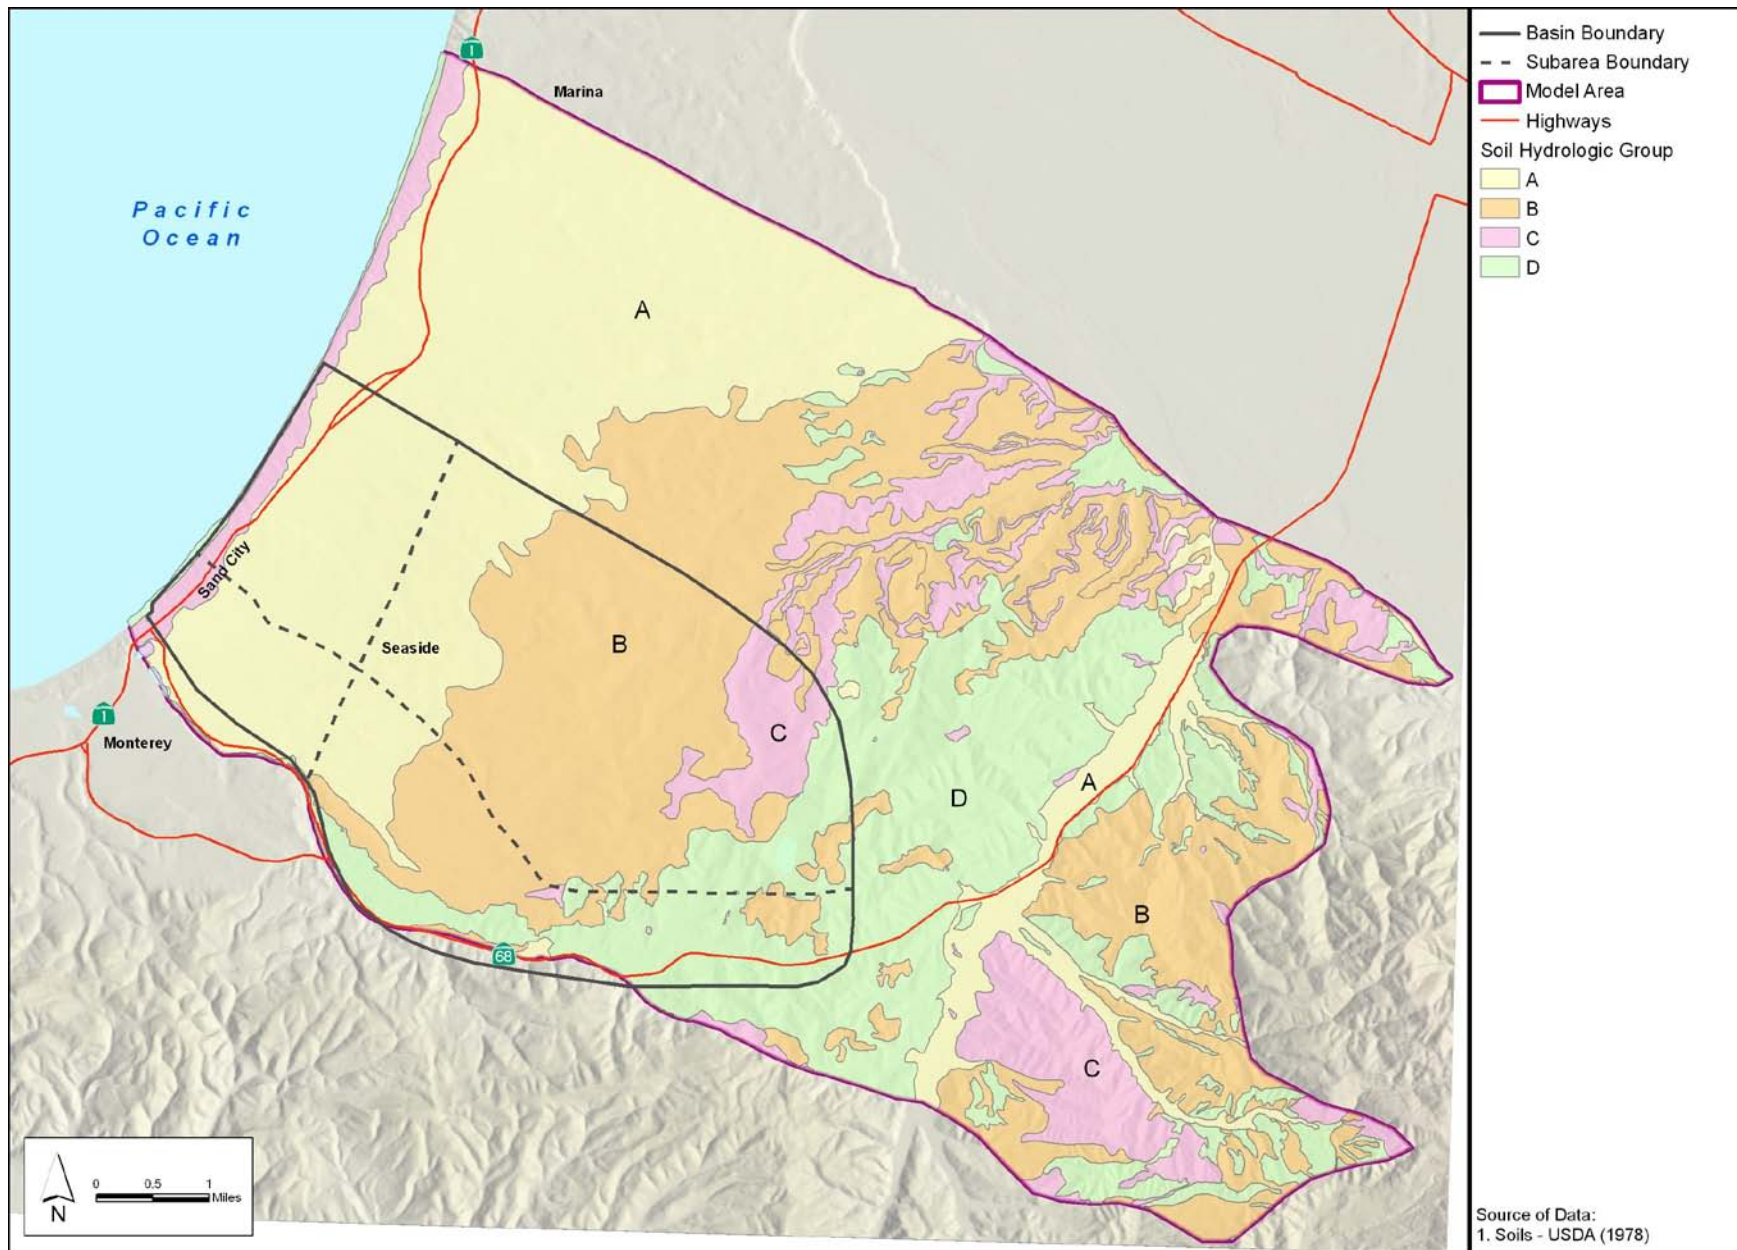 1
Marina
Pacific
Ocean
A
Sand City
Seaside
B
1
Monterey
C
D
A
B
68
C
0 0.5 1
Miles
N
Basin Boundary
Subarea Boundary
Model Area
Highways
Soil Hydrologic Group
A
B
C
D
Source of Data:
1. Soils - USDA (1978)